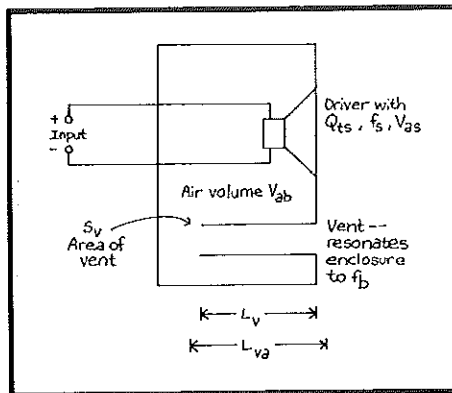 +
Input
-
Driver with
Qts, fs, Vas
Air volume Vab
Sv
Area of
vent
Vent--
resonates
enclosure
to fb
Lv
Lva